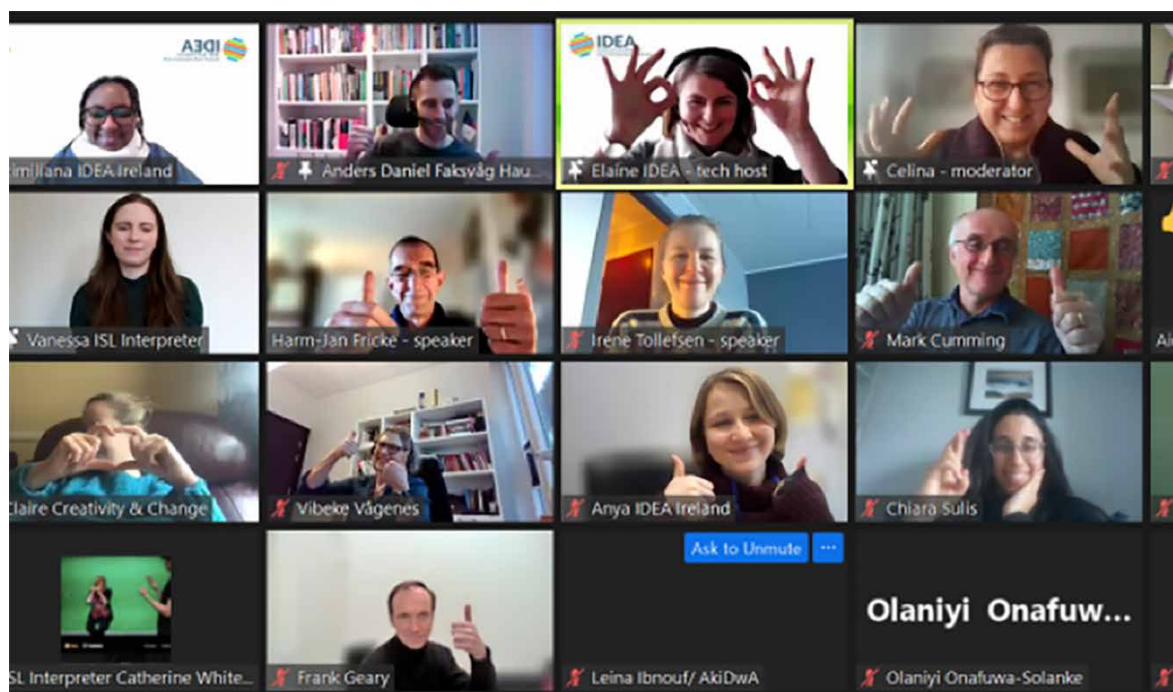 IDEA
IDEA
IDEA Ireland
Anders Daniel Faksvåg Hau...
Elaine IDEA - tech host
Celina - moderator
Vanessa ISL Interpreter
Harm-Jan Fricke - speaker
Irene Tollefsen - speaker
Mark Cumming
Claire Creativity & Change
Vibeke Vågenes
Anya IDEA Ireland
Chiara Sulis
Ask to Unmute ...
Olaniyi Onafuw...
SL Interpreter Catherine White...
Frank Geary
Leina Ibnouf/ AkiDwA
Olaniyi Onafuwa-Solanke